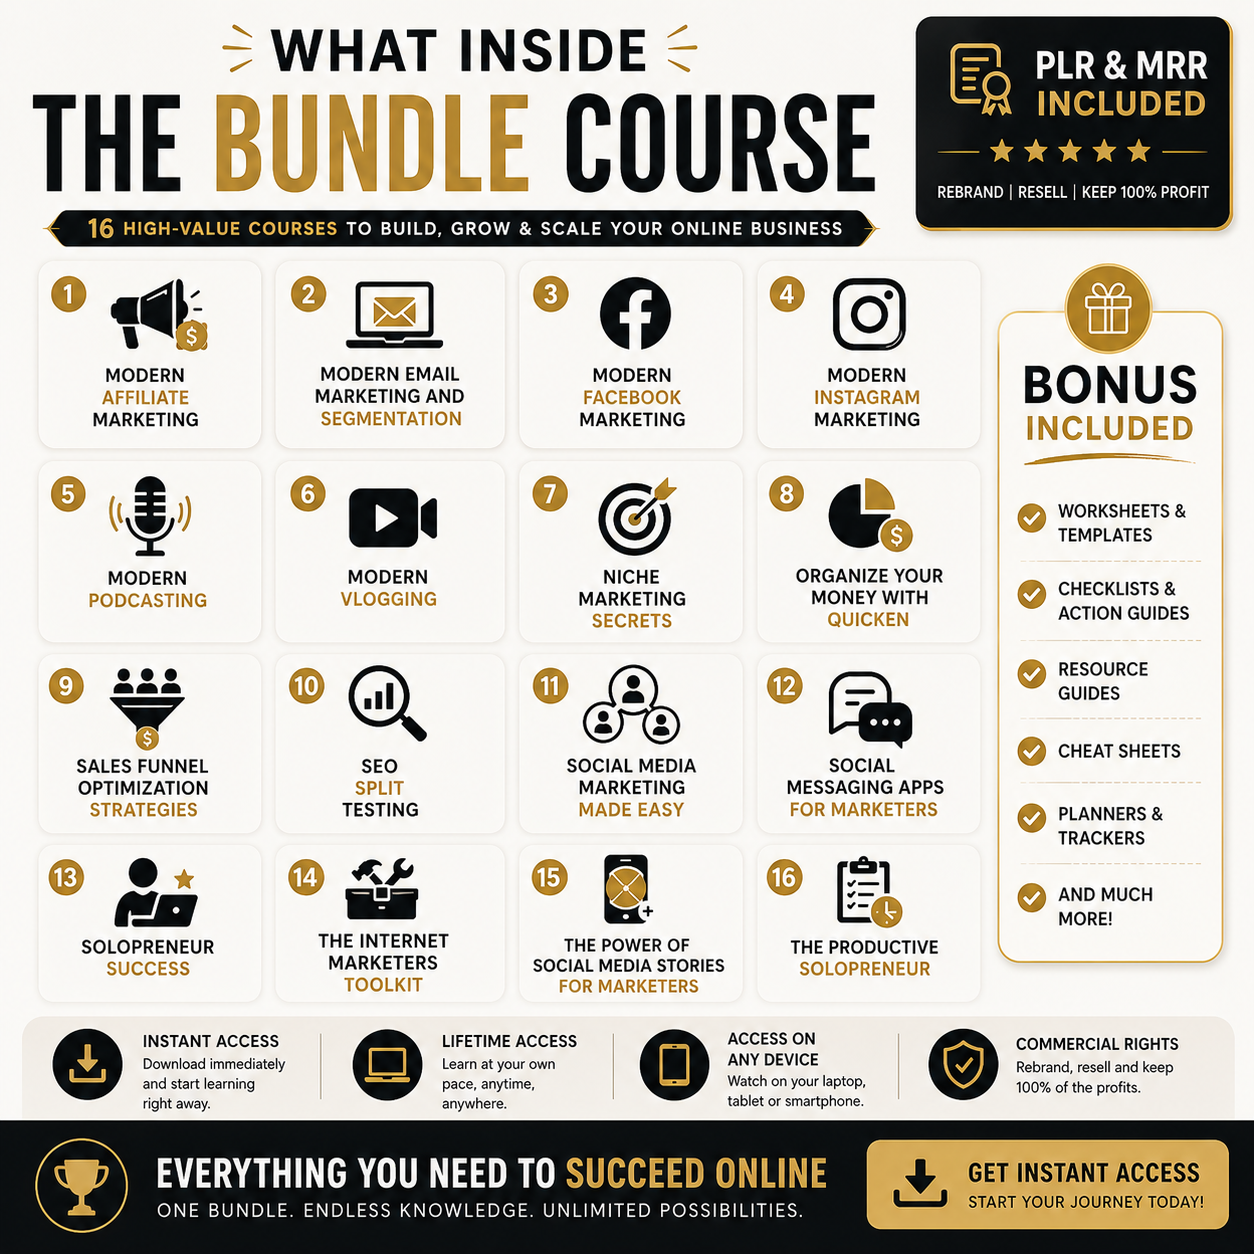 WHAT INSIDE
THE BUNDLE COURSE
16 HIGH-VALUE COURSES TO BUILD, GROW & SCALE YOUR ONLINE BUSINESS
PLR & MRR
INCLUDED
REBRAND | RESELL | KEEP 100% PROFIT
1
$
MODERN
AFFILIATE
MARKETING
2
MODERN EMAIL
MARKETING AND
SEGMENTATION
3
MODERN
FACEBOOK
MARKETING
4
MODERN
INSTAGRAM
MARKETING
5
MODERN
PODCASTING
6
MODERN
VLOGGING
7
NICHE
MARKETING
SECRETS
8
$
ORGANIZE YOUR
MONEY WITH
QUICKEN
9
$
SALES FUNNEL
OPTIMIZATION
STRATEGIES
10
SEO
SPLIT
TESTING
11
SOCIAL MEDIA
MARKETING
MADE EASY
12
SOCIAL
MESSAGING APPS
FOR MARKETERS
13
SOLOPRENEUR
SUCCESS
14
THE INTERNET
MARKETERS
TOOLKIT
15
THE POWER OF
SOCIAL MEDIA STORIES
FOR MARKETERS
16
THE PRODUCTIVE
SOLOPRENEUR
BONUS
INCLUDED
WORKSHEETS &
TEMPLATES
CHECKLISTS &
ACTION GUIDES
RESOURCE
GUIDES
CHEAT SHEETS
PLANNERS &
TRACKERS
AND MUCH
MORE!
INSTANT ACCESS
Download immediately
and start learning
right away.
LIFETIME ACCESS
Learn at your own
pace, anytime,
anywhere.
ACCESS ON
ANY DEVICE
Watch on your laptop,
tablet or smartphone.
COMMERCIAL RIGHTS
Rebrand, resell and keep
100% of the profits.
EVERYTHING YOU NEED TO SUCCEED ONLINE
ONE BUNDLE. ENDLESS KNOWLEDGE. UNLIMITED POSSIBILITIES.
GET INSTANT ACCESS
START YOUR JOURNEY TODAY!